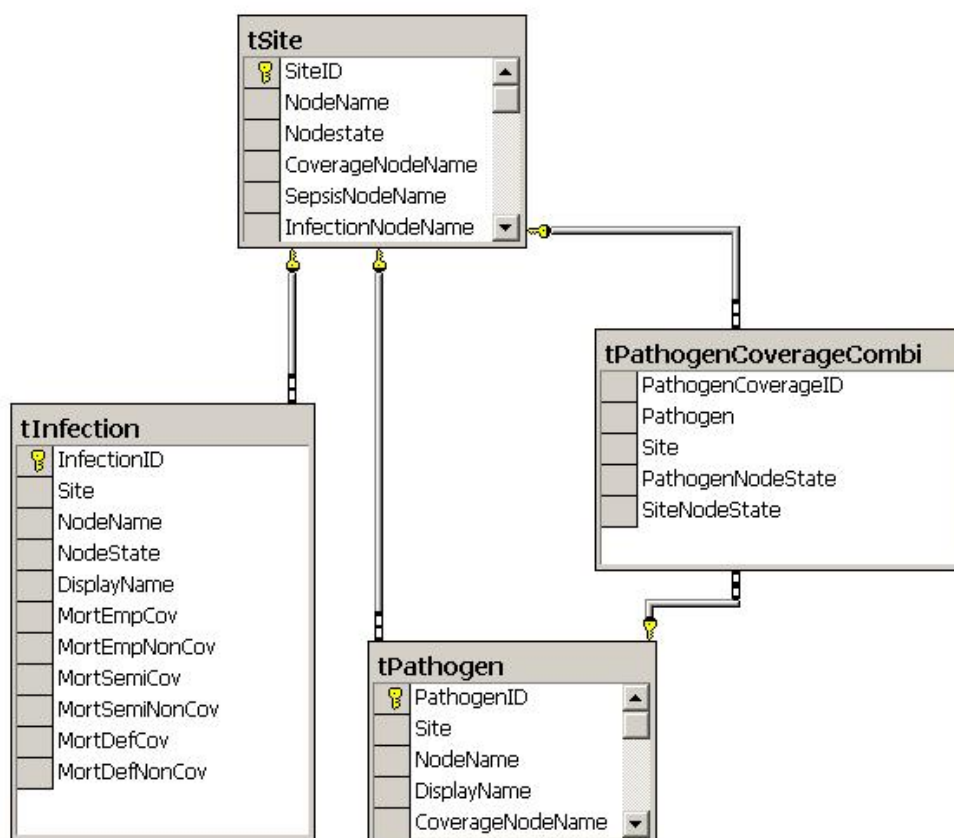 tSite
SiteID
NodeName
Nodestate
CoverageNodeName
SepsisNodeName
InfectionNodeName
tPathogenCoverageCombi
PathogenCoverageID
Pathogen
Site
PathogenNodeState
SiteNodeState
tInfection
InfectionID
Site
NodeName
NodeState
DisplayName
MortEmpCov
MortEmpNonCov
MortSemiCov
MortSemiNonCov
MortDefCov
MortDefNonCov
tPathogen
PathogenID
Site
NodeName
DisplayName
CoverageNodeName